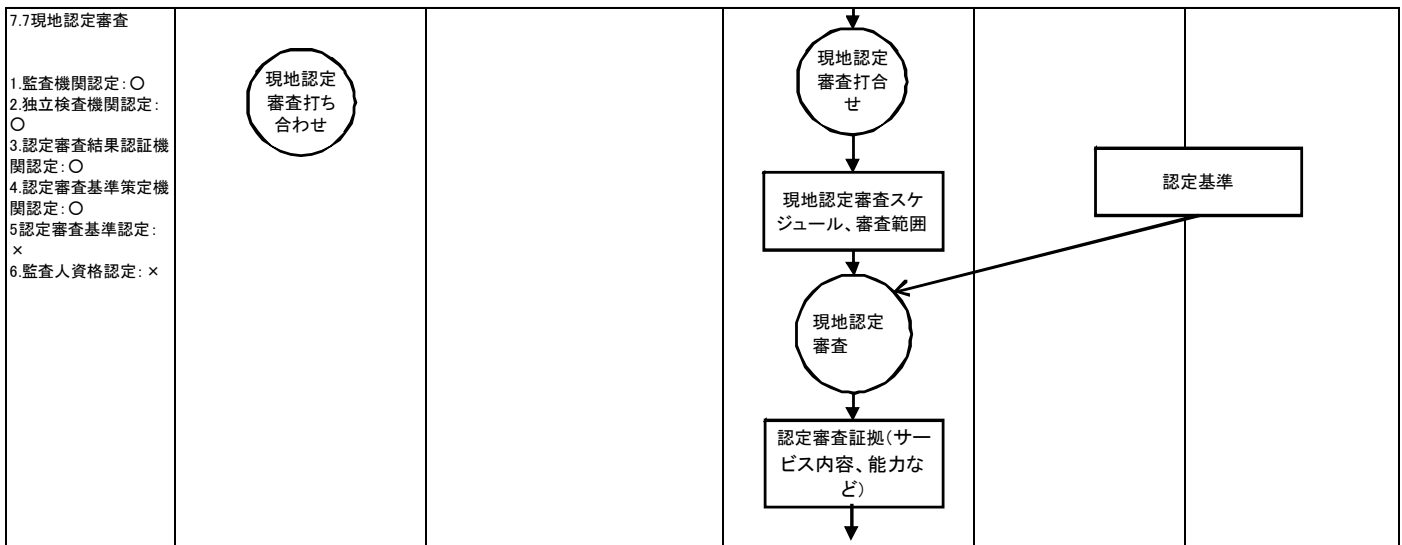 7.7現地認定審査
1.監査機関認定：〇
2.独立検査機関認定：
〇
3.認定審査結果認証機
関認定：〇
4.認定審査基準策定機
関認定：〇
5認定審査基準認定：
×
6.監査人資格認定：×
現地認定
審査打ち
合わせ
現地認定
審査打合
せ
現地認定審査スケ
ジュール、審査範囲
認定基準
現地認定
審査
認定審査証拠（サー
ビス内容、能力な
ど）